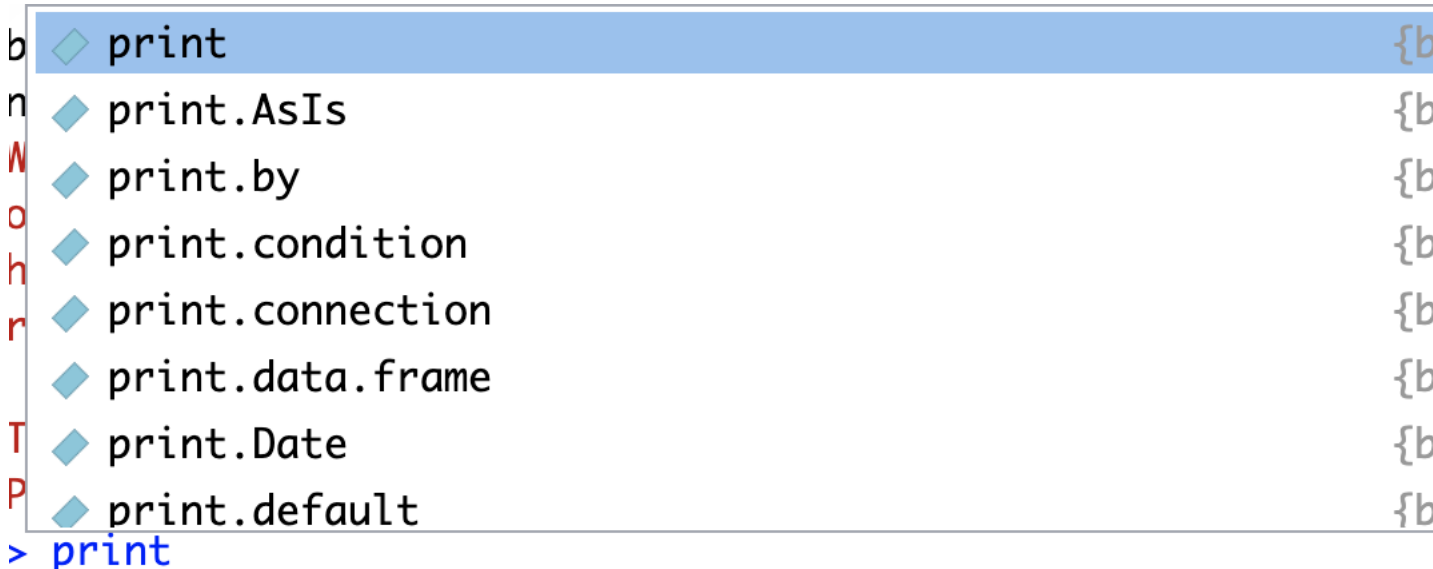 b print {b
n print.AsIs {b
W
o print.by {b
h print.condition {b
r print.connection {b
print.data.frame {b
T print.Date {b
P print.default {b
> print